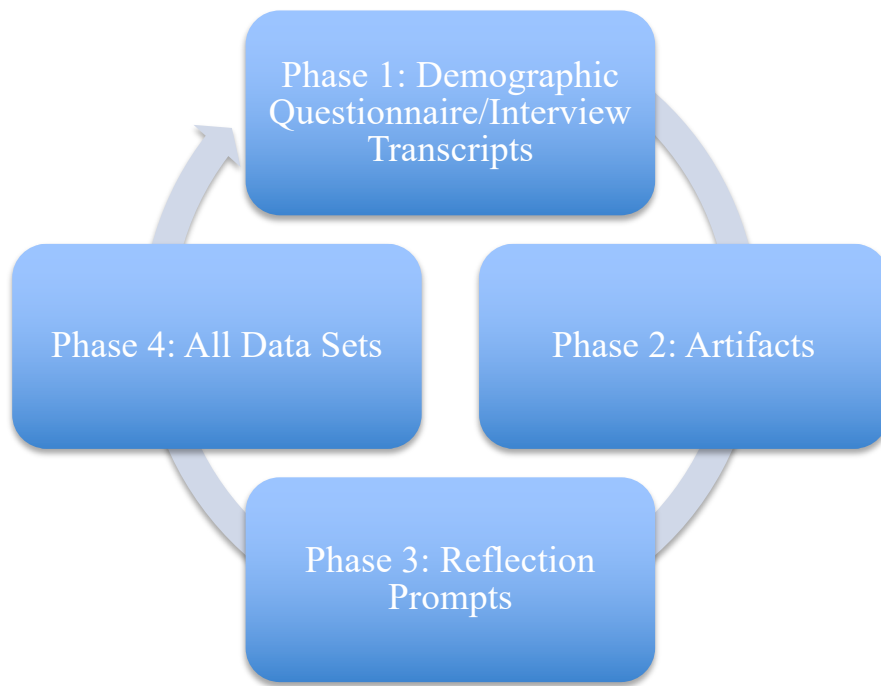 Phase 1: Demographic
Questionnaire/Interview
Transcripts
Phase 2: Artifacts
Phase 3: Reflection
Prompts
Phase 4: All Data Sets